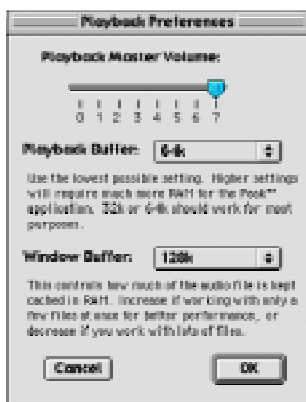 Playback Preferences
Playback Master Volume:
0 1 2 3 4 5 6 7
Playback Buffer: 64k
Use the lowest possible setting. Higher settings
will require much more RAM for the Peak™
application. 32k or 64k should work for most
purposes.
Window Buffer: 128k
This controls how much of the audio file is kept
cached in RAM. Increase if working with only a
few files at once for better performance, or
decrease if you work with lots of files.
Cancel OK